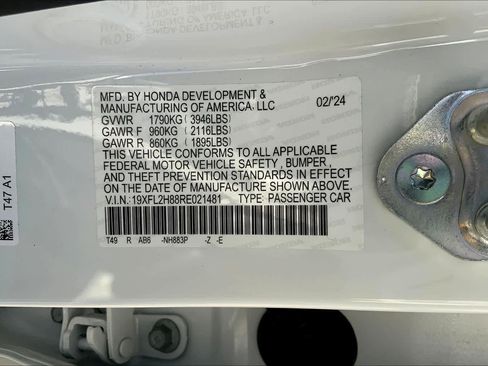 MFD. BY HONDA DEVELOPMENT &
MANUFACTURING OF AMERICA, LLC 02/'24
GVWR 1790KG (3946LBS)
GAWR F 960KG (2116LBS)
GAWR R 860KG (1895LBS)
THIS VEHICLE CONFORMS TO ALL APPLICABLE
FEDERAL MOTOR VEHICLE SAFETY, BUMPER,
AND THEFT PREVENTION STANDARDS IN EFFECT
ON THE DATE OF MANUFACTURE SHOWN ABOVE.
V.I.N.:19XFL2H88RE021481 TYPE: PASSENGER CAR
T49 R AB6 -NH883P -Z -E
T47 A1